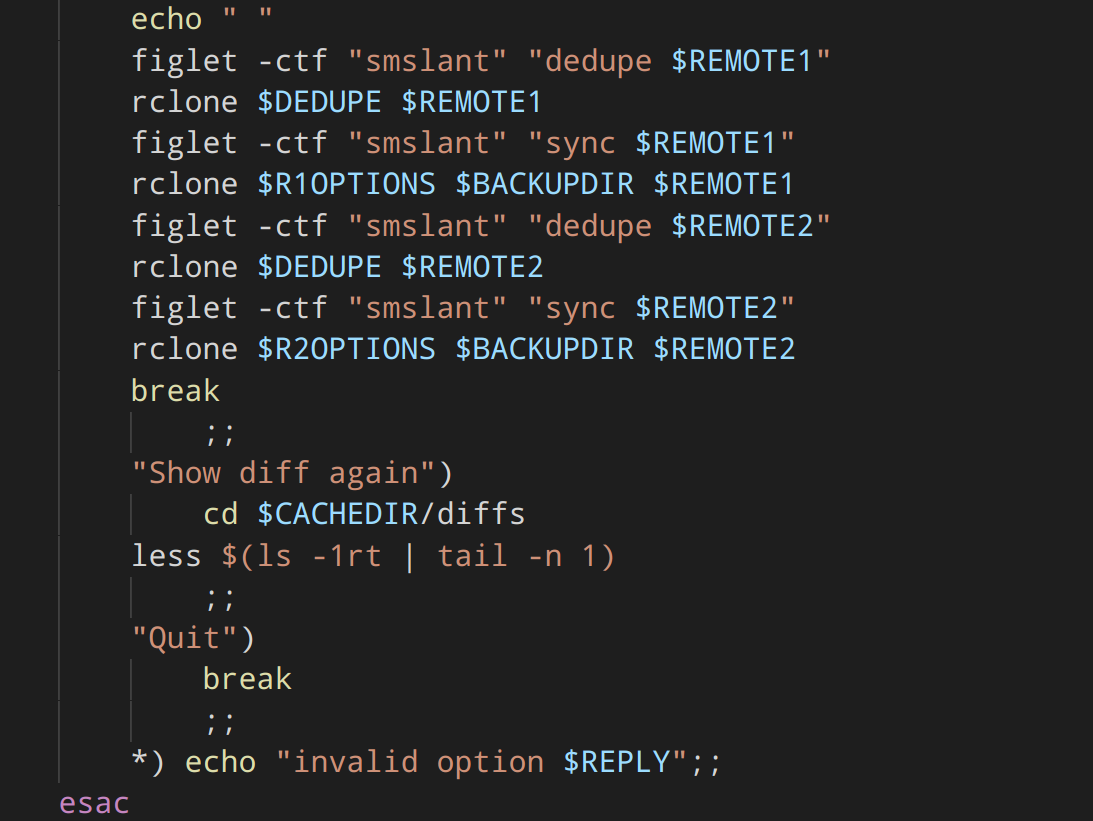 echo " "
figlet -ctf "smslant" "dedupe $REMOTE1"
rclone $DEDUPE $REMOTE1
figlet -ctf "smslant" "sync $REMOTE1"
rclone $R1OPTIONS $BACKUPDIR $REMOTE1
figlet -ctf "smslant" "dedupe $REMOTE2"
rclone $DEDUPE $REMOTE2
figlet -ctf "smslant" "sync $REMOTE2"
rclone $R2OPTIONS $BACKUPDIR $REMOTE2
break
;;
"Show diff again")
cd $CACHEDIR/diffs
less $(ls -1rt | tail -n 1)
;;
"Quit")
break
;;
*) echo "invalid option $REPLY";;
esac